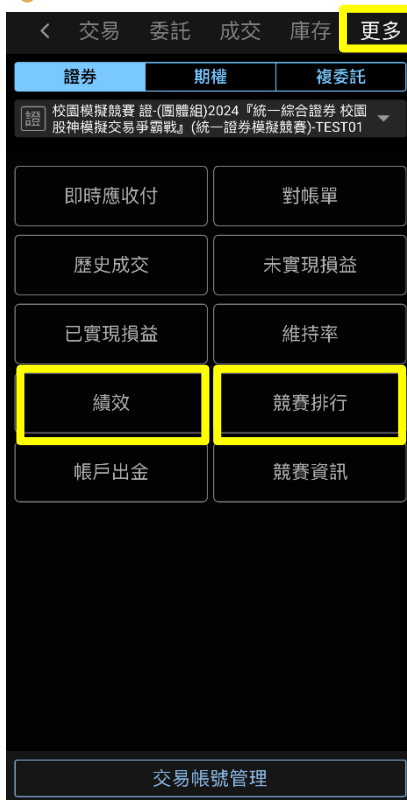 < 交易 委託 成交 庫存 更多
證券 期權 複委託
證 校園模擬競賽 證-(團體組)2024『統一綜合證券 校園
股神模擬交易爭霸戰』(統一證券模擬競賽)-TEST01
即時應收付 對帳單
歷史成交 未實現損益
已實現損益 維持率
績效 競賽排行
帳戶出金 競賽資訊
交易帳號管理